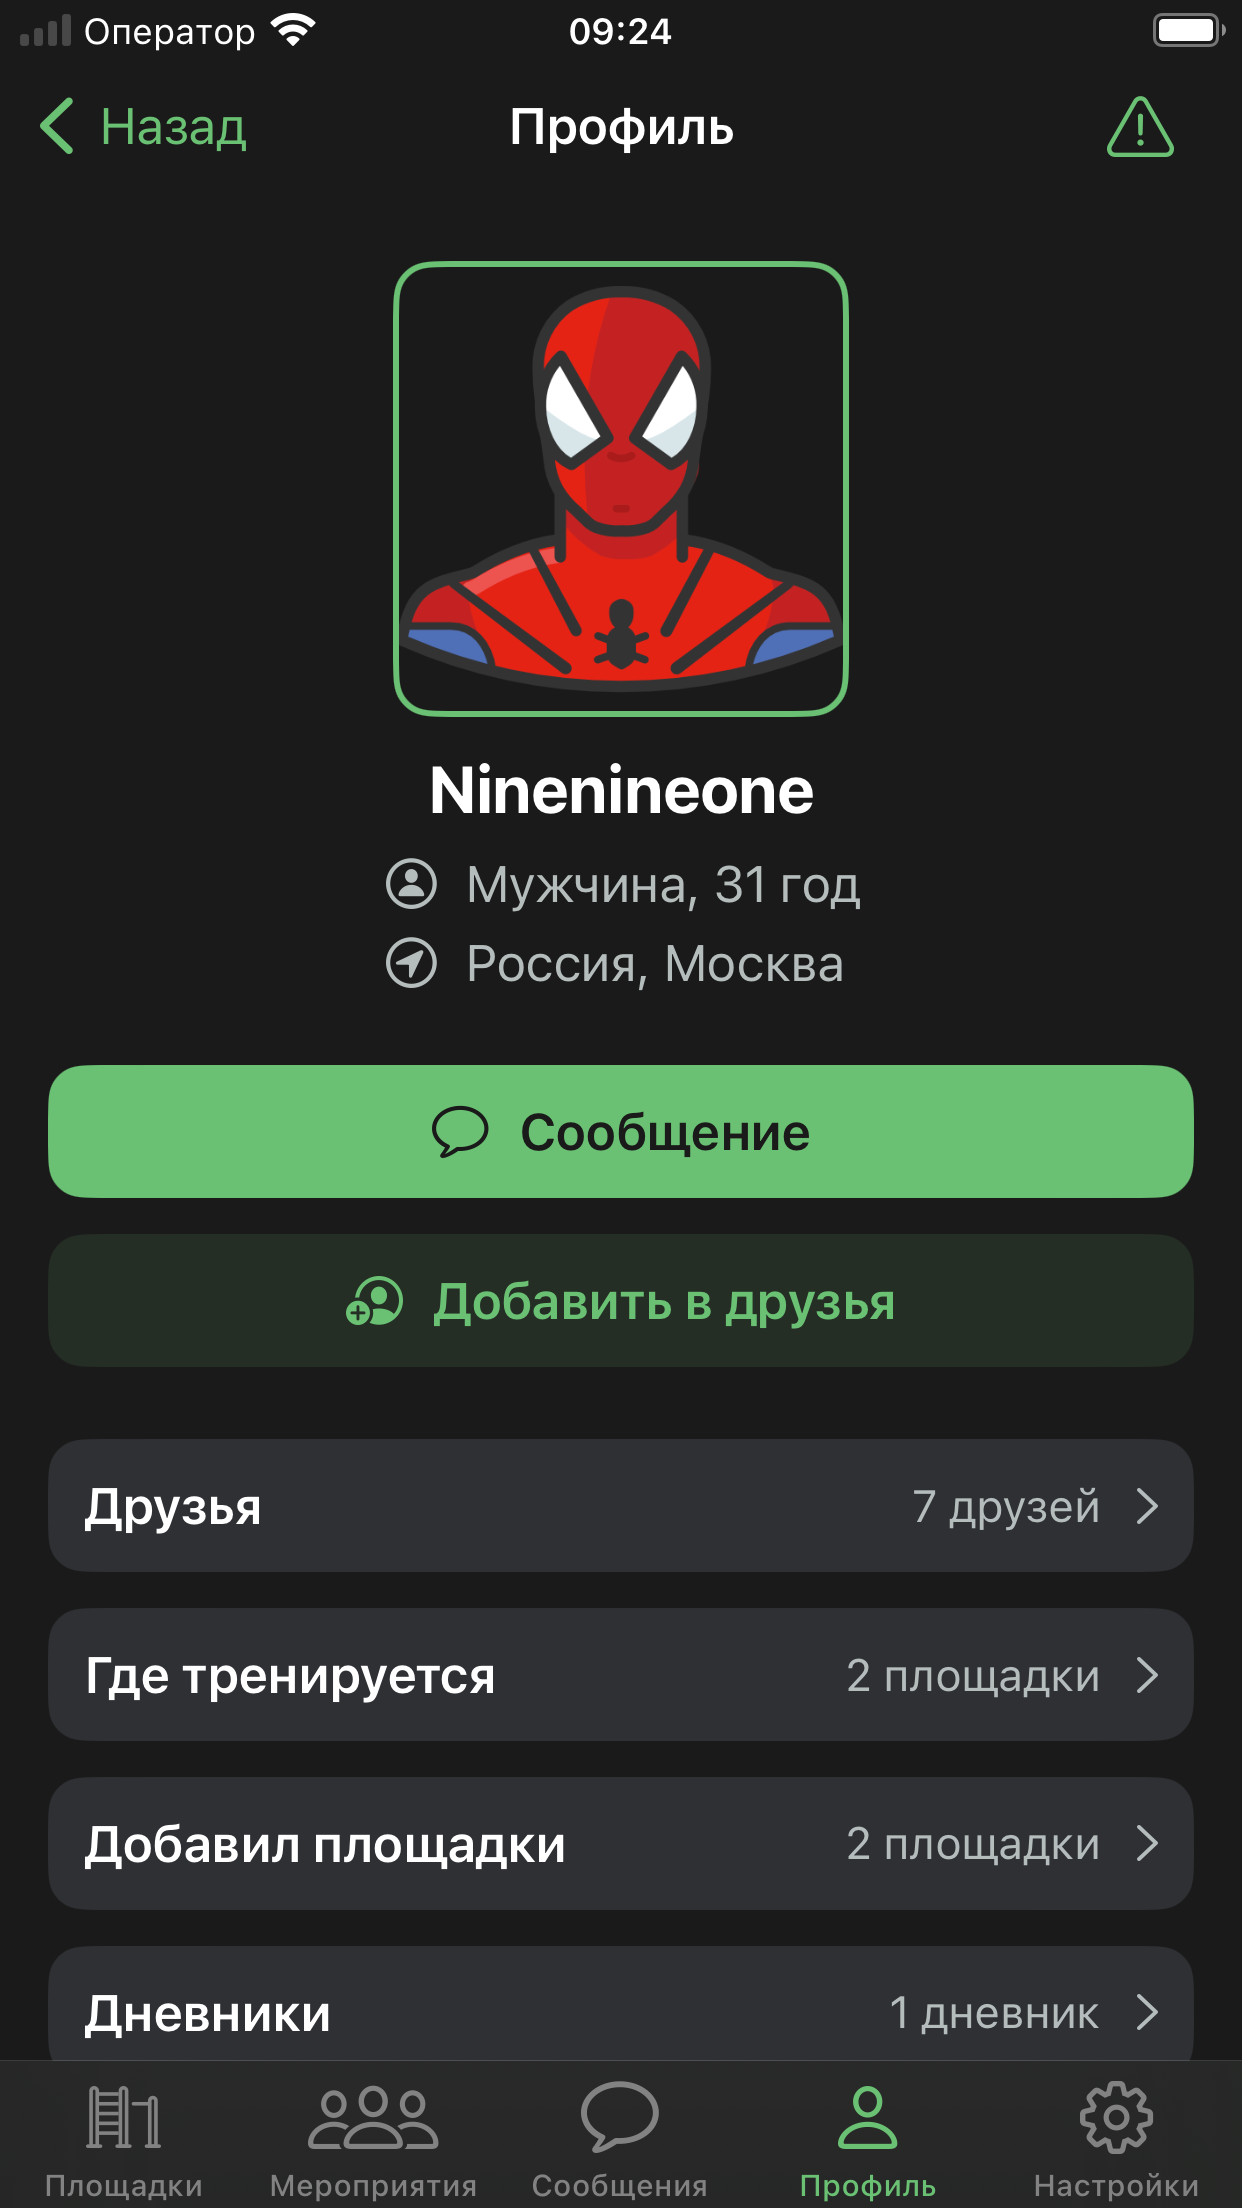 Оператор 09:24
Назад Профиль
Ninenineone
Мужчина, 31 год
Россия, Москва
Сообщение
Добавить в друзья
Друзья 7 друзей
Где тренируется 2 площадки
Добавил площадки 2 площадки
Дневники 1 дневник
Площадки Мероприятия Сообщения Профиль Настройки